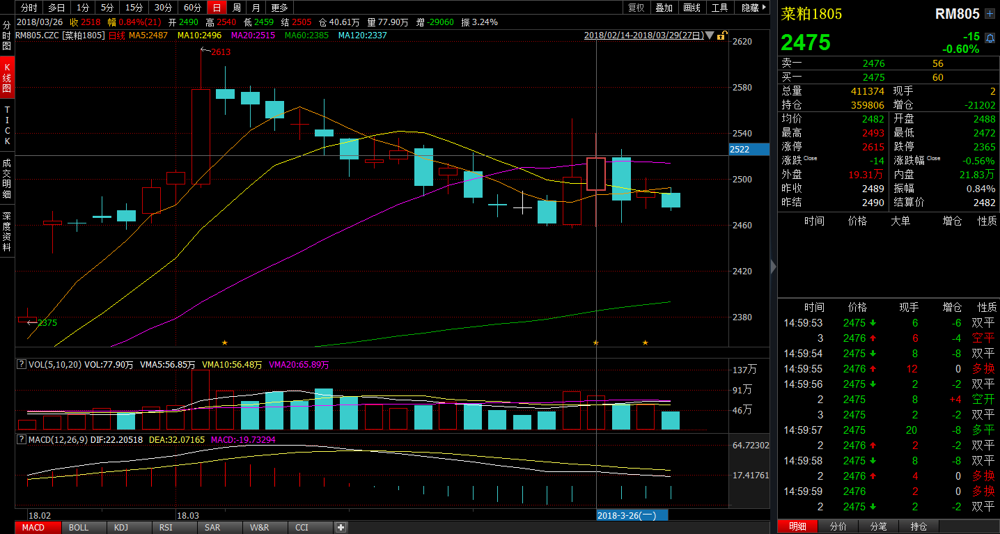 分时 多日 1分 5分 15分 30分 60分 日 周 月 更多 复权 叠加 画线 工具 隐藏
2018/03/26 收 2518 幅 0.84%(21) 开 2490 高 2540 低 2459 结 2505 仓 40.61万 量 77.90万 增 -29060 振 3.24%
RM805.CZC [菜粕1805] 日线 MA5:2487 MA10:2496 MA20:2515 MA60:2385 MA120:2337 2018/02/14-2018/03/29(27日)
分时图
K线图
TICK
成交明细
深度资料
2620
2613
2580
2540
2522
2500
2460
2420
2380
2375
? VOL(5,10,20) VOL:77.90万 VMA5:56.85万 VMA10:56.48万 VMA20:65.89万
137万
91万
46万
? MACD(12,26,9) DIF:22.20518 DEA:32.07165 MACD:-19.73294
64.72302
17.41761
18.02 18.03 2018-3-26(一)
MACD BOLL KDJ RSI SAR W&R CCI
菜粕1805 RM805
2475 -15
-0.60%
卖一 2476 56
买一 2475 60
总量 411374 现手 2
持仓 359806 增仓 -21202
均价 2482 开盘 2488
最高 2493 最低 2472
涨停 2615 跌停 2365
涨跌 Close -14 涨跌幅 Close -0.56%
外盘 19.31万 内盘 21.83万
昨收 2489 振幅 0.84%
昨结 2490 结算价 2482
时间 价格 大单 增仓 性质
时间 价格 现手 增仓 性质
14:59:53 2475 6 -6 双平
3 2476 6 -4 空平
14:59:54 2475 8 -8 双平
14:59:55 2476 12 0 多换
14:59:56 2475 2 -2 双平
2 2475 8 +4 空开
3 2475 2 -2 双平
14:59:57 2475 20 -8 多平
2 2476 2 -2 双平
14:59:58 2475 8 -8 双平
2 2476 4 0 多换
14:59:59 2476 2 0 多换
2 2475 2 -2 双平
明细 分价 分笔 持仓